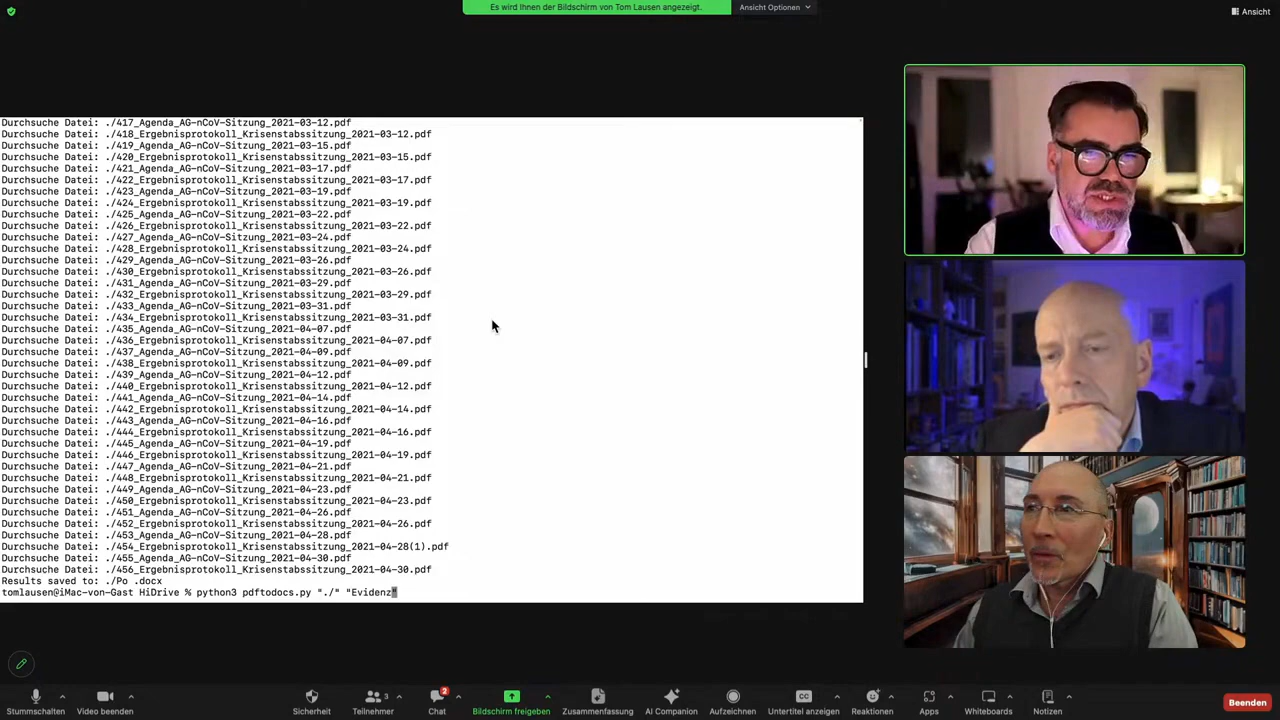 Es wird Ihnen der Bildschirm von Tom Lausen angezeigt.
Ansicht Optionen
Ansicht
Durchsuche Datei: ./417_Agenda_AG-nCoV-Sitzung_2021-03-12.pdf
Durchsuche Datei: ./418_Ergebnisprotokoll_Krisenstabssitzung_2021-03-12.pdf
Durchsuche Datei: ./419_Agenda_AG-nCoV-Sitzung_2021-03-15.pdf
Durchsuche Datei: ./420_Ergebnisprotokoll_Krisenstabssitzung_2021-03-15.pdf
Durchsuche Datei: ./421_Agenda_AG-nCoV-Sitzung_2021-03-17.pdf
Durchsuche Datei: ./422_Ergebnisprotokoll_Krisenstabssitzung_2021-03-17.pdf
Durchsuche Datei: ./423_Agenda_AG-nCoV-Sitzung_2021-03-19.pdf
Durchsuche Datei: ./424_Ergebnisprotokoll_Krisenstabssitzung_2021-03-19.pdf
Durchsuche Datei: ./425_Agenda_AG-nCoV-Sitzung_2021-03-22.pdf
Durchsuche Datei: ./426_Ergebnisprotokoll_Krisenstabssitzung_2021-03-22.pdf
Durchsuche Datei: ./427_Agenda_AG-nCoV-Sitzung_2021-03-24.pdf
Durchsuche Datei: ./428_Ergebnisprotokoll_Krisenstabssitzung_2021-03-24.pdf
Durchsuche Datei: ./429_Agenda_AG-nCoV-Sitzung_2021-03-26.pdf
Durchsuche Datei: ./430_Ergebnisprotokoll_Krisenstabssitzung_2021-03-26.pdf
Durchsuche Datei: ./431_Agenda_AG-nCoV-Sitzung_2021-03-29.pdf
Durchsuche Datei: ./432_Ergebnisprotokoll_Krisenstabssitzung_2021-03-29.pdf
Durchsuche Datei: ./433_Agenda_AG-nCoV-Sitzung_2021-03-31.pdf
Durchsuche Datei: ./434_Ergebnisprotokoll_Krisenstabssitzung_2021-03-31.pdf
Durchsuche Datei: ./435_Agenda_AG-nCoV-Sitzung_2021-04-07.pdf
Durchsuche Datei: ./436_Ergebnisprotokoll_Krisenstabssitzung_2021-04-07.pdf
Durchsuche Datei: ./437_Agenda_AG-nCoV-Sitzung_2021-04-09.pdf
Durchsuche Datei: ./438_Ergebnisprotokoll_Krisenstabssitzung_2021-04-09.pdf
Durchsuche Datei: ./439_Agenda_AG-nCoV-Sitzung_2021-04-12.pdf
Durchsuche Datei: ./440_Ergebnisprotokoll_Krisenstabssitzung_2021-04-12.pdf
Durchsuche Datei: ./441_Agenda_AG-nCoV-Sitzung_2021-04-14.pdf
Durchsuche Datei: ./442_Ergebnisprotokoll_Krisenstabssitzung_2021-04-14.pdf
Durchsuche Datei: ./443_Agenda_AG-nCoV-Sitzung_2021-04-16.pdf
Durchsuche Datei: ./444_Ergebnisprotokoll_Krisenstabssitzung_2021-04-16.pdf
Durchsuche Datei: ./445_Agenda_AG-nCoV-Sitzung_2021-04-19.pdf
Durchsuche Datei: ./446_Ergebnisprotokoll_Krisenstabssitzung_2021-04-19.pdf
Durchsuche Datei: ./447_Agenda_AG-nCoV-Sitzung_2021-04-21.pdf
Durchsuche Datei: ./448_Ergebnisprotokoll_Krisenstabssitzung_2021-04-21.pdf
Durchsuche Datei: ./449_Agenda_AG-nCoV-Sitzung_2021-04-23.pdf
Durchsuche Datei: ./450_Ergebnisprotokoll_Krisenstabssitzung_2021-04-23.pdf
Durchsuche Datei: ./451_Agenda_AG-nCoV-Sitzung_2021-04-26.pdf
Durchsuche Datei: ./452_Ergebnisprotokoll_Krisenstabssitzung_2021-04-26.pdf
Durchsuche Datei: ./453_Agenda_AG-nCoV-Sitzung_2021-04-28.pdf
Durchsuche Datei: ./454_Ergebnisprotokoll_Krisenstabssitzung_2021-04-28(1).pdf
Durchsuche Datei: ./455_Agenda_AG-nCoV-Sitzung_2021-04-30.pdf
Durchsuche Datei: ./456_Ergebnisprotokoll_Krisenstabssitzung_2021-04-30.pdf
Results saved to: ./Po .docx
tomlausen@iMac-von-Gast HiDrive % python3 pdftodocs.py "./" "Evidenz"
2
3
CC
Stummschalten
Video beenden
Sicherheit
Teilnehmer
Chat
Bildschirm freigeben
Zusammenfassung
AI Companion
Aufzeichnen
Untertitel anzeigen
Reaktionen
Apps
Whiteboards
Notizen
Beenden